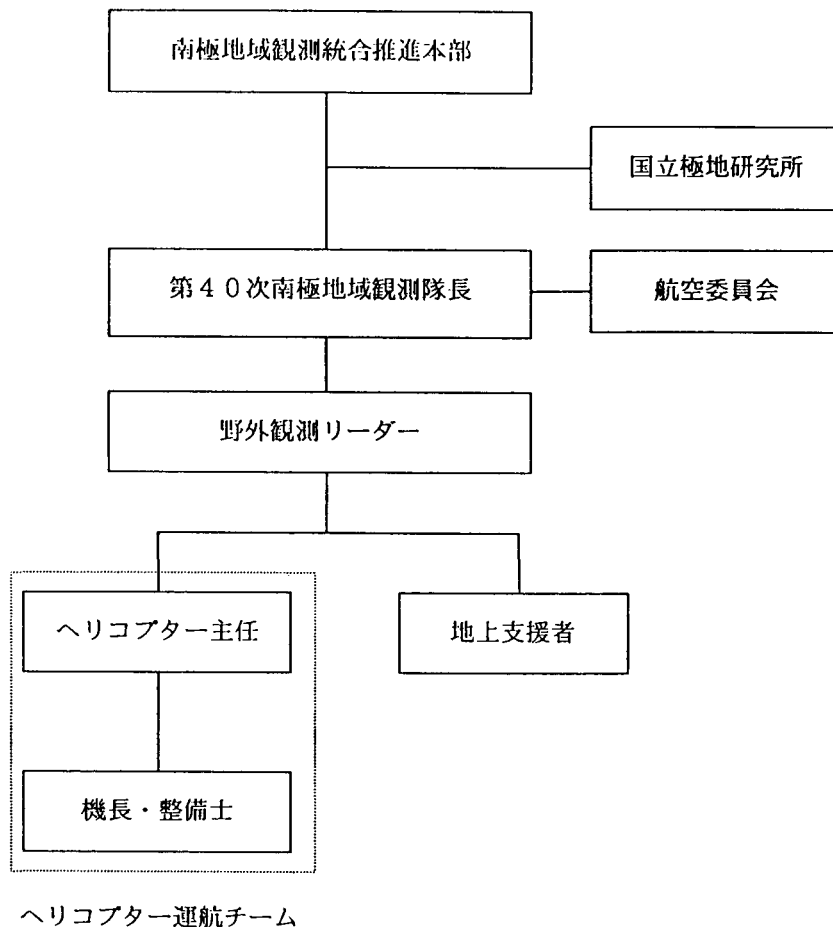 南極地域観測統合推進本部
国立極地研究所
第４０次南極地域観測隊長
航空委員会
野外観測リーダー
ヘリコプター主任
地上支援者
機長・整備士
ヘリコプター運航チーム